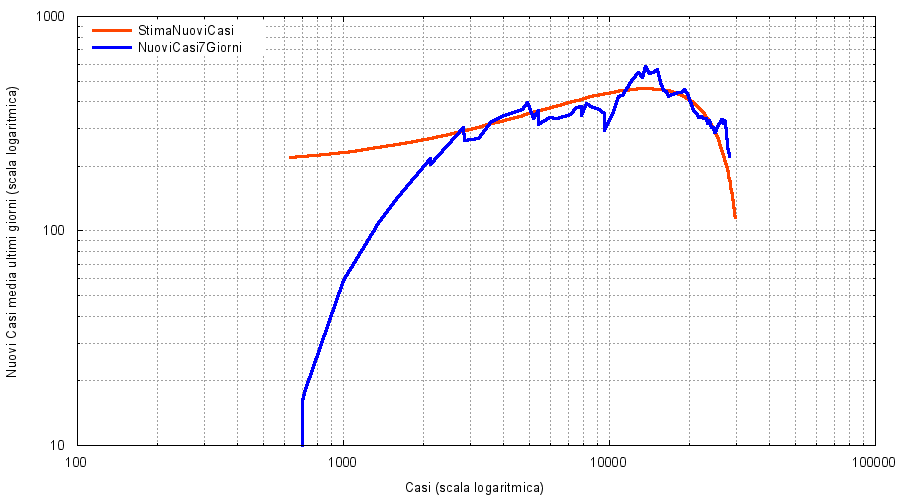 1000
StimaNuoviCasi
NuoviCasi7Giorni
100
10
Nuovi Casi media ultimi giorni (scala logaritmica)
100
1000
10000
100000
Casi (scala logaritmica)